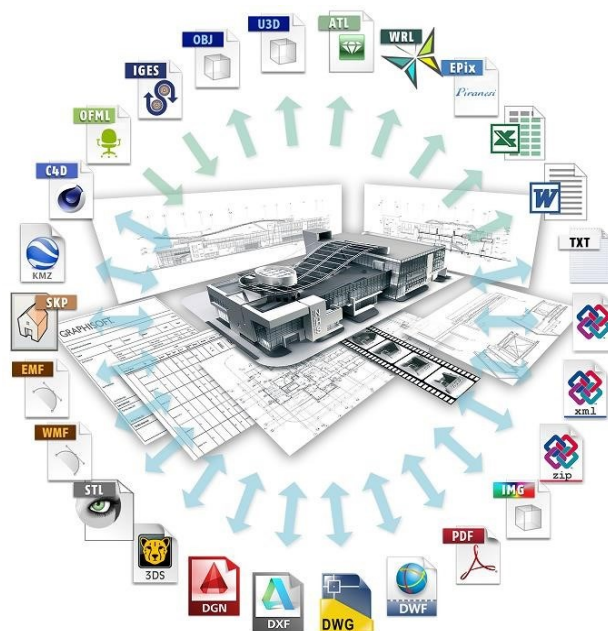 U3D
ATL
OBJ
WRL
IGES
EPix
Piranesi
OFML
X
C4D
W
KMZ
TXT
SKP
GRAPHISOFT
EMF
xml
WMF
zip
STL
IMG
3DS
PDF
DGN
DXF
DWG
DWF